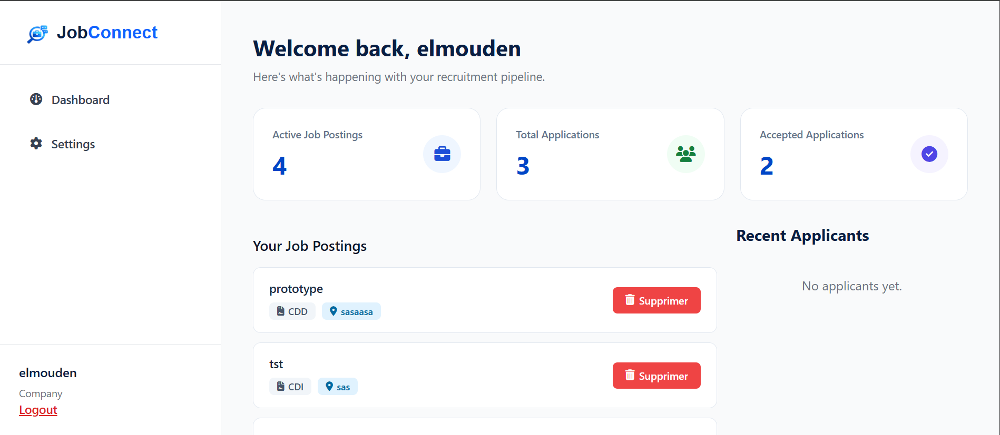 JobConnect
Dashboard
Settings
elmouden
Company
Logout
Welcome back, elmouden
Here's what's happening with your recruitment pipeline.
Active Job Postings
4
Total Applications
3
Accepted Applications
2
Your Job Postings
prototype
CDD sasaasa
Supprimer
tst
CDI sas
Supprimer
Recent Applicants
No applicants yet.